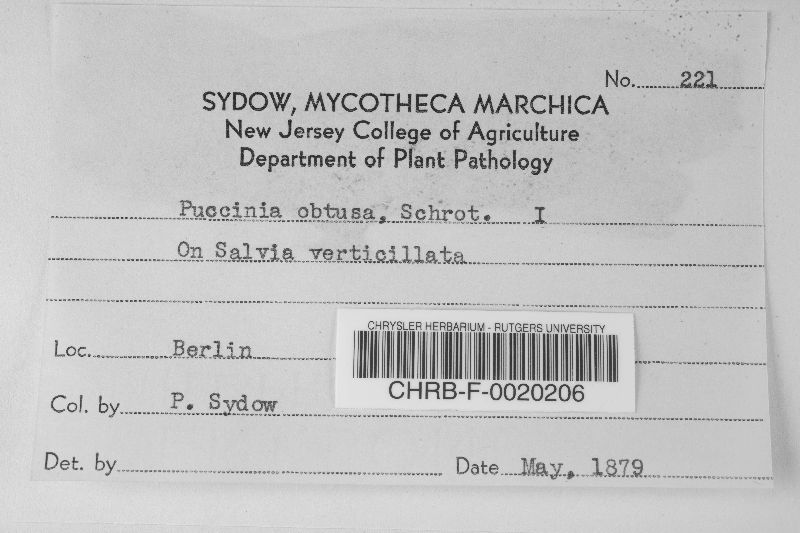 No. 221
SYDOW, MYCOTHECA MARCHICA
New Jersey College of Agriculture
Department of Plant Pathology
Puccinia obtusa, Schrot. I
On Salvia verticillata
Loc. Berlin
CHRYSLER HERBARIUM - RUTGERS UNIVERSITY
CHRB-F-0020206
Col. by P. Sydow
Det. by
Date May, 1879